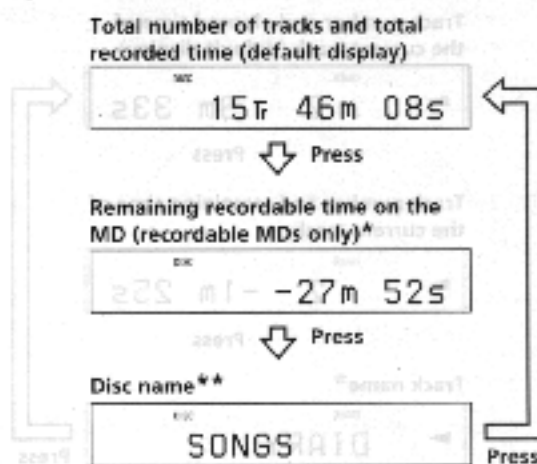 Total number of tracks and total
recorded time (default display)
15Tr 46m 08s
Press
Remaining recordable time on the
MD (recordable MDs only)*
-27m 52s
Press
Disc name**
SONGS
Press